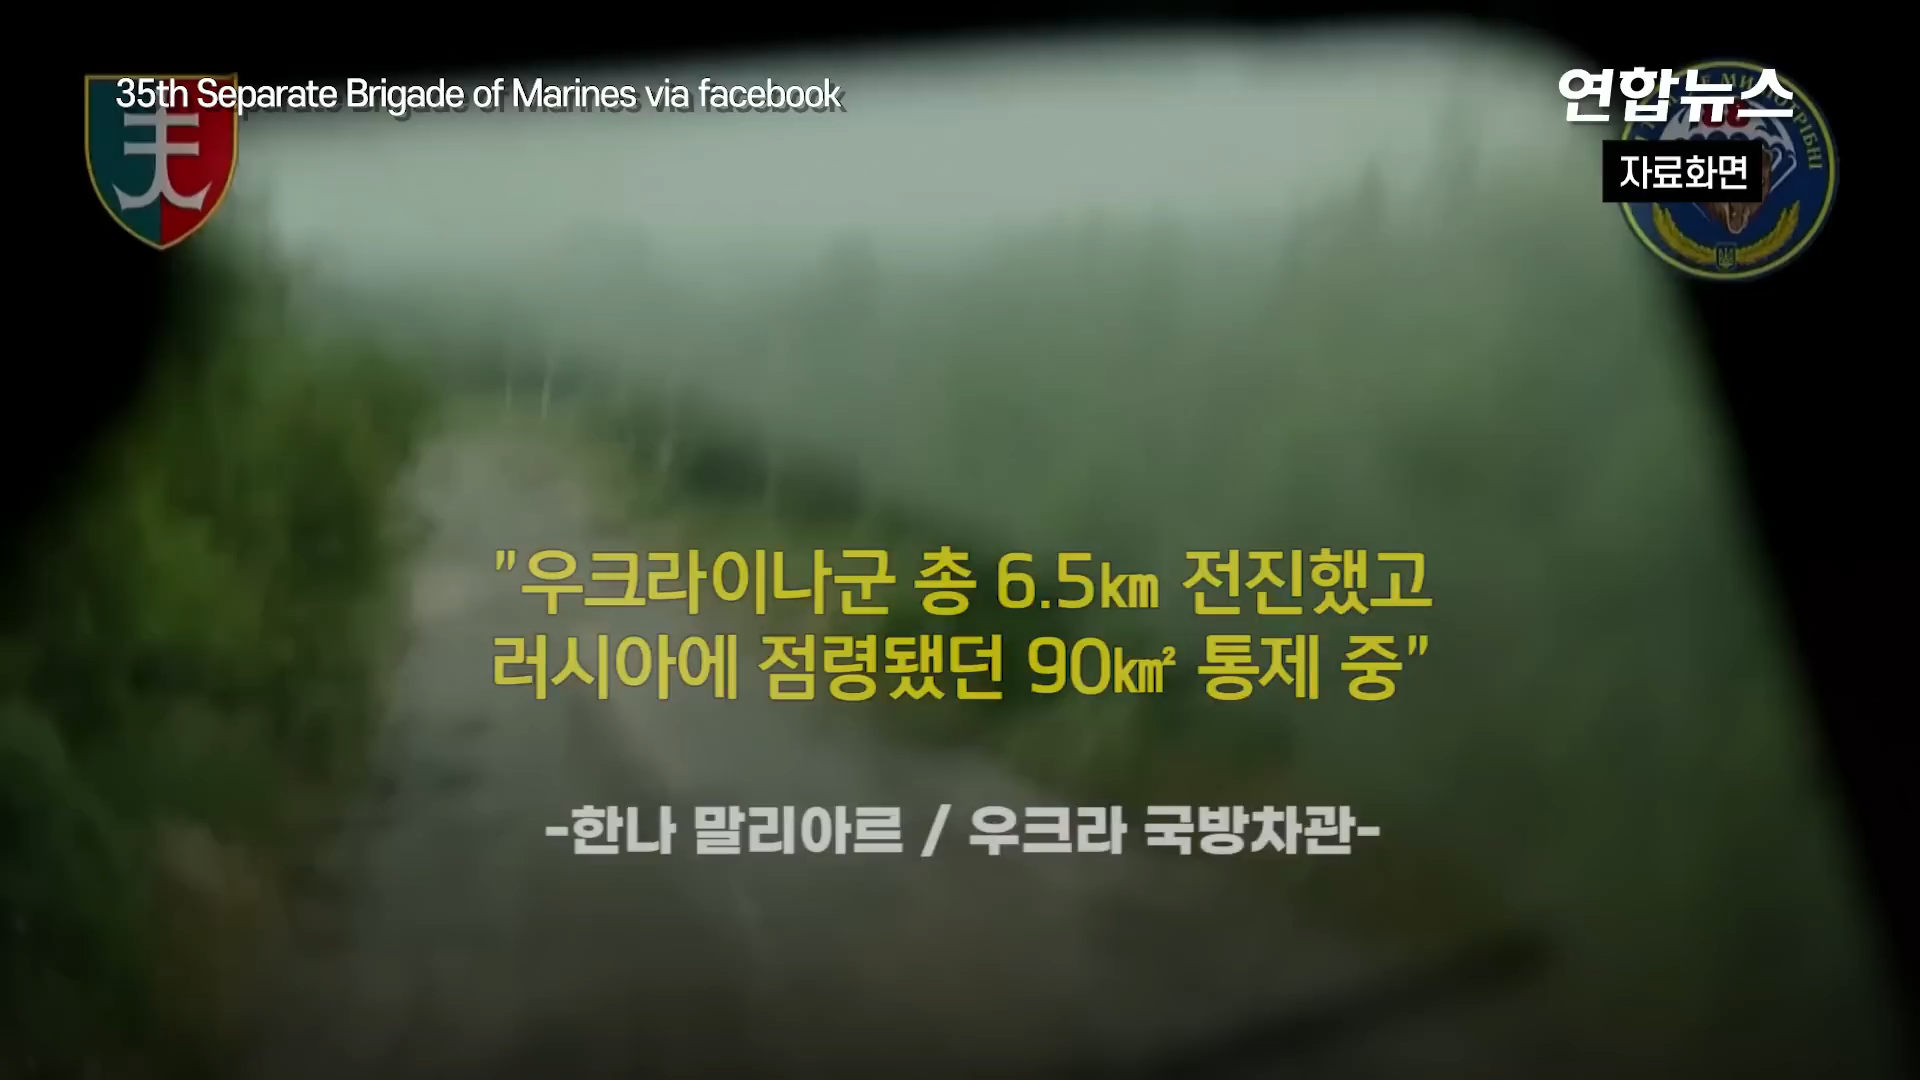 35th Separate Brigade of Marines via facebook
연합뉴스
자료화면
"우크라이나군 총 6.5㎞ 전진했고
러시아에 점령됐던 90㎢ 통제 중"
-한나 말리아르 / 우크라 국방차관-